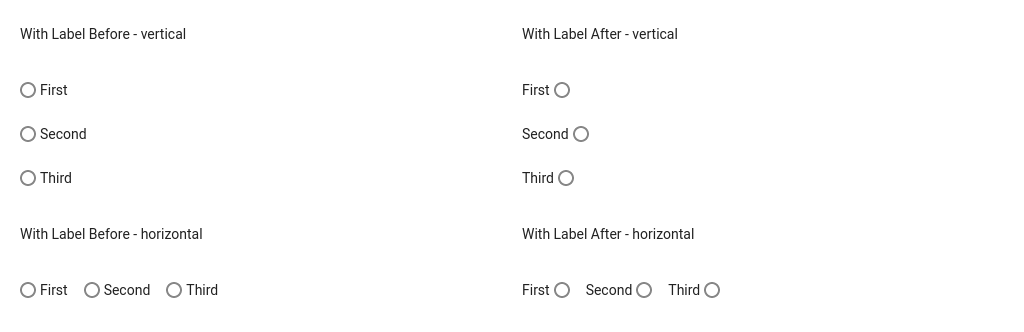 With Label Before - vertical
First
Second
Third
With Label Before - horizontal
First Second Third
With Label After - vertical
First
Second
Third
With Label After - horizontal
First Second Third